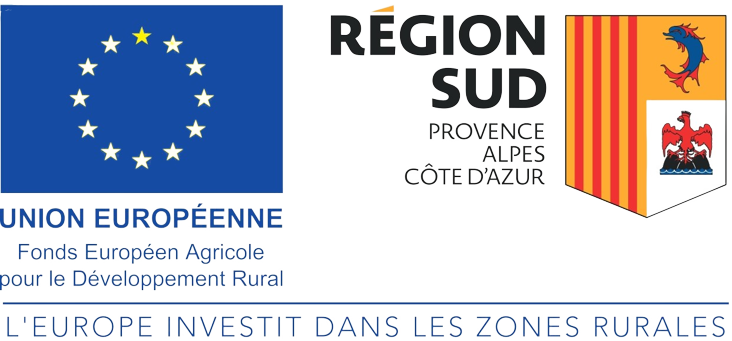 UNION EUROPÉENNE
Fonds Européen Agricole
pour le Développement Rural
RÉGION
SUD
PROVENCE
ALPES
CÔTE D'AZUR
L'EUROPE INVESTIT DANS LES ZONES RURALES